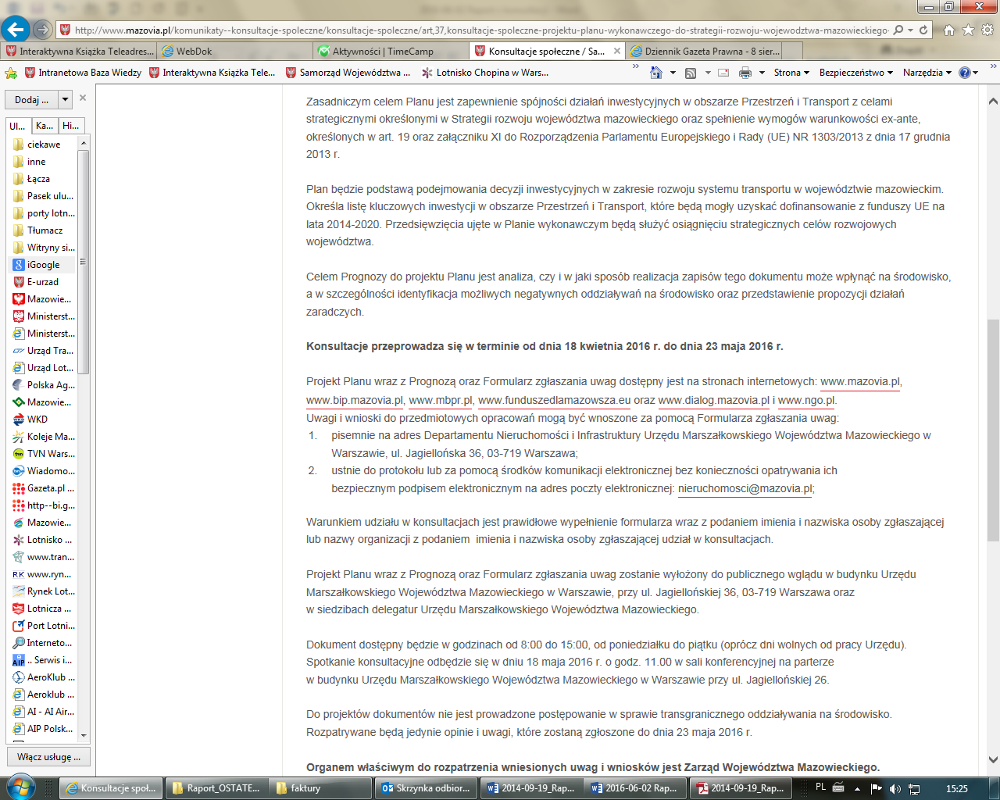 http://www.mazovia.pl/komunikaty--konsultacje-spoleczne/konsultacje-spoleczne/art,37,konsultacje-spoleczne-projektu-planu-wykonawczego-do-strategii-rozwoju-wojewodztwa-mazowieckiego-
Interaktywna Książka Teleadres...
WebDok
Aktywności | TimeCamp
Konsultacje społeczne / Sa...
Dziennik Gazeta Prawna - 8 sier...
Intranetowa Baza Wiedzy
Interaktywna Książka Tele...
Samorząd Województwa ...
Lotnisko Chopina w Wars...
Strona
Bezpieczeństwo
Narzędzia
Dodaj ...
Ul...
Ka...
Hi...
ciekawe
inne
Łącza
Pasek ulu...
porty lotn...
Tłumacz
Witryny si...
iGoogle
E-urzad
Mazowie...
Ministerst...
Ministerst...
Urząd Tra...
Urząd Lot...
Polska Ag...
Mazowie...
WKD
Koleje Ma...
TVN Wars...
Wiadomo...
Gazeta.pl ...
http--bi.g...
Mazowie...
Lotnisko ...
www.tran...
RK www.ryn...
Rynek Lot...
Lotnicza ...
Port Lotni...
Interneto...
AIP .. Serwis i...
AeroKlub ...
Aeroklub ...
AI - AI Air...
AIP Polsk...
Włącz usługę ...
Zasadniczym celem Planu jest zapewnienie spójności działań inwestycyjnych w obszarze Przestrzeń i Transport z celami
strategicznymi określonymi w Strategii rozwoju województwa mazowieckiego oraz spełnienie wymogów warunkowości ex-ante,
określonych w art. 19 oraz załączniku XI do Rozporządzenia Parlamentu Europejskiego i Rady (UE) NR 1303/2013 z dnia 17 grudnia
2013 r.
Plan będzie podstawą podejmowania decyzji inwestycyjnych w zakresie rozwoju systemu transportu w województwie mazowieckim.
Określa listę kluczowych inwestycji w obszarze Przestrzeń i Transport, które będą mogły uzyskać dofinansowanie z funduszy UE na
lata 2014-2020. Przedsięwzięcia ujęte w Planie wykonawczym będą służyć osiągnięciu strategicznych celów rozwojowych
województwa.
Celem Prognozy do projektu Planu jest analiza, czy i w jaki sposób realizacja zapisów tego dokumentu może wpłynąć na środowisko,
a w szczególności identyfikacja możliwych negatywnych oddziaływań na środowisko oraz przedstawienie propozycji działań
zaradczych.
Konsultacje przeprowadza się w terminie od dnia 18 kwietnia 2016 r. do dnia 23 maja 2016 r.
Projekt Planu wraz z Prognozą oraz Formularz zgłaszania uwag dostępny jest na stronach internetowych: www.mazovia.pl,
www.bip.mazovia.pl, www.mbpr.pl, www.funduszedlamazowsza.eu oraz www.dialog.mazovia.pl i www.ngo.pl.
Uwagi i wnioski do przedmiotowych opracowań mogą być wnoszone za pomocą Formularza zgłaszania uwag:
1. pisemnie na adres Departamentu Nieruchomości i Infrastruktury Urzędu Marszałkowskiego Województwa Mazowieckiego w
Warszawie, ul. Jagiellońska 36, 03-719 Warszawa;
2. ustnie do protokołu lub za pomocą środków komunikacji elektronicznej bez konieczności opatrywania ich
bezpiecznym podpisem elektronicznym na adres poczty elektronicznej: nieruchomosci@mazovia.pl;
Warunkiem udziału w konsultacjach jest prawidłowe wypełnienie formularza wraz z podaniem imienia i nazwiska osoby zgłaszającej
lub nazwy organizacji z podaniem imienia i nazwiska osoby zgłaszającej udział w konsultacjach.
Projekt Planu wraz z Prognozą oraz Formularz zgłaszania uwag zostanie wyłożony do publicznego wglądu w budynku Urzędu
Marszałkowskiego Województwa Mazowieckiego w Warszawie, przy ul. Jagiellońskiej 36, 03-719 Warszawa oraz
w siedzibach delegatur Urzędu Marszałkowskiego Województwa Mazowieckiego.
Dokument dostępny będzie w godzinach od 8:00 do 15:00, od poniedziałku do piątku (oprócz dni wolnych od pracy Urzędu).
Spotkanie konsultacyjne odbędzie się w dniu 18 maja 2016 r. o godz. 11.00 w sali konferencyjnej na parterze
w budynku Urzędu Marszałkowskiego Województwa Mazowieckiego w Warszawie przy ul. Jagiellońskiej 26.
Do projektów dokumentów nie jest prowadzone postępowanie w sprawie transgranicznego oddziaływania na środowisko.
Rozpatrywane będą jedynie opinie i uwagi, które zostaną zgłoszone do dnia 23 maja 2016 r.
Organem właściwym do rozpatrzenia wniesionych uwag i wniosków jest Zarząd Województwa Mazowieckiego.
Konsultacje społ...
Raport_OSTATE...
faktury
Skrzynka odbior...
2014-09-19_Rap...
2016-06-02 Rap...
2014-09-19_Rap...
PL
15:25